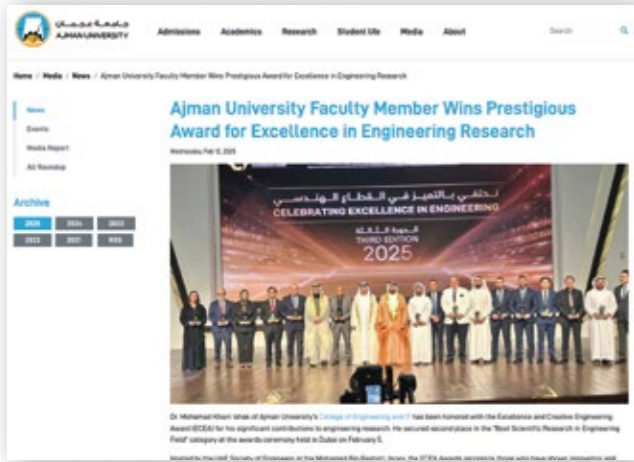 جامعة عجمان
AJMAN UNIVERSITY
Admissions Academics Research Student life Media About
Search
Home / Media / News / Ajman University Faculty Member Wins Prestigious Award for Excellence in Engineering Research
News
Events
Media Report
AU Roundup
Archive
2025 2024 2023
2022 2021 RSS
Ajman University Faculty Member Wins Prestigious
Award for Excellence in Engineering Research
Wednesday, Feb 12, 2025
نحتفي بالتميز في القطاع الهندسي
CELEBRATING EXCELLENCE IN ENGINEERING
الدورة الثالثة
THIRD EDITION
2025
Dr. Mohamad Khairi Ishak of Ajman University's College of Engineering and IT has been honored with the Excellence and Creative Engineering
Award (ECEA) for his significant contributions to engineering research. He secured second place in the "Best Scientific Research in Engineering
Field" category at the awards ceremony held in Dubai on February 5.